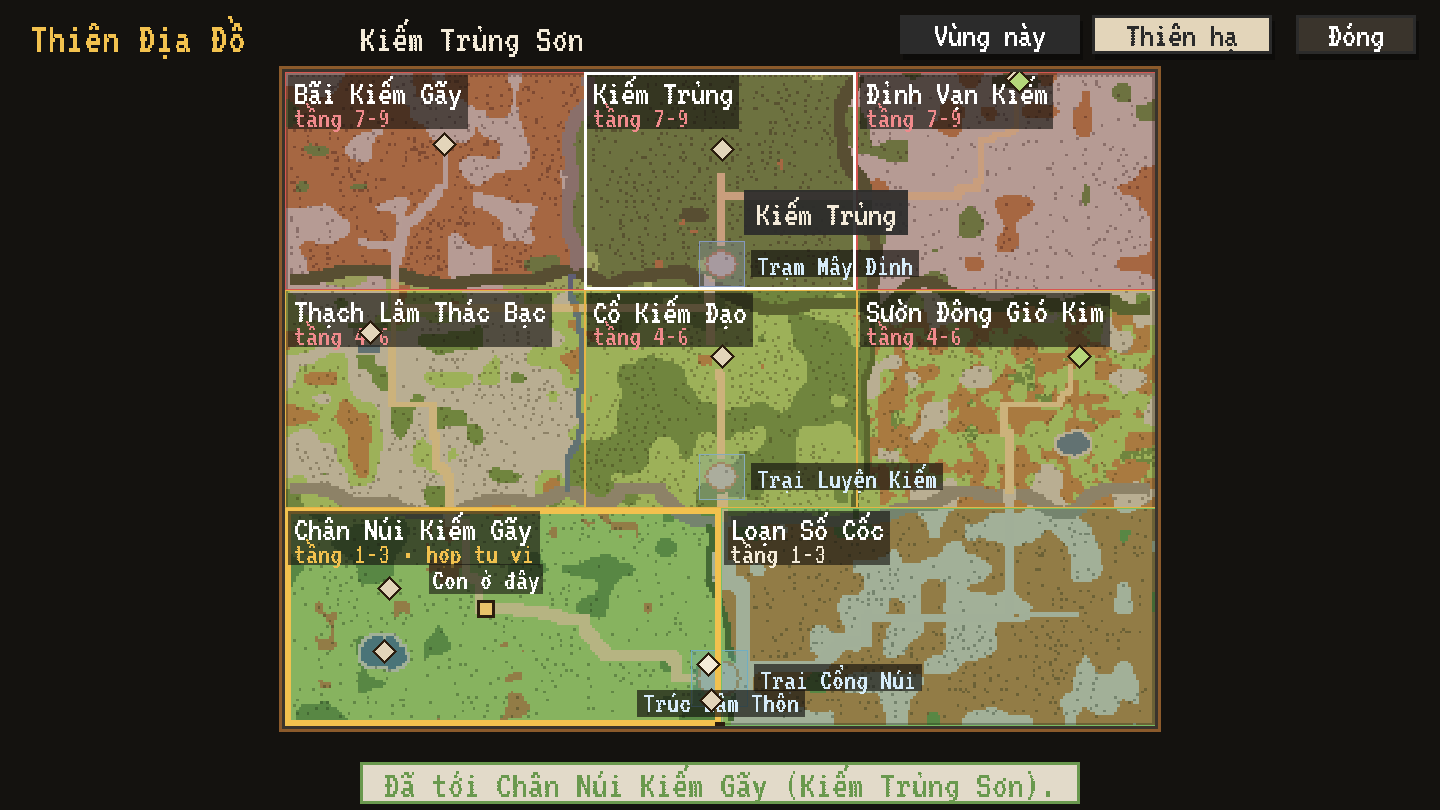 Thiên Địa Đồ
Kiếm Trủng Sơn
Vùng này
Thiên hạ
Đóng
Bãi Kiếm Gãy
tầng 7-9
Kiếm Trủng
tầng 7-9
Đỉnh Vạn Kiếm
tầng 7-9
Kiếm Trủng
Trạm Mây Đỉnh
Thạch Lâm Thác Bạc
tầng 4-6
Cổ Kiếm Đạo
tầng 4-6
Sườn Đông Gió Kim
tầng 4-6
Trại Luyện Kiếm
Chân Núi Kiếm Gãy
tầng 1-3 · hợp tu vi
Con ở đây
Loạn Số Cốc
tầng 1-3
Trại Cổng Núi
Trúc Lâm Thôn
Đã tới Chân Núi Kiếm Gãy (Kiếm Trủng Sơn).